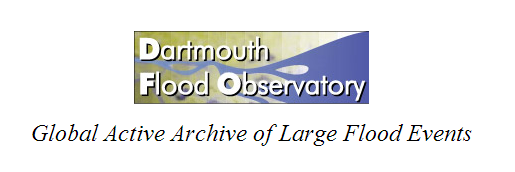 Dartmouth
Flood Observatory
Global Active Archive of Large Flood Events